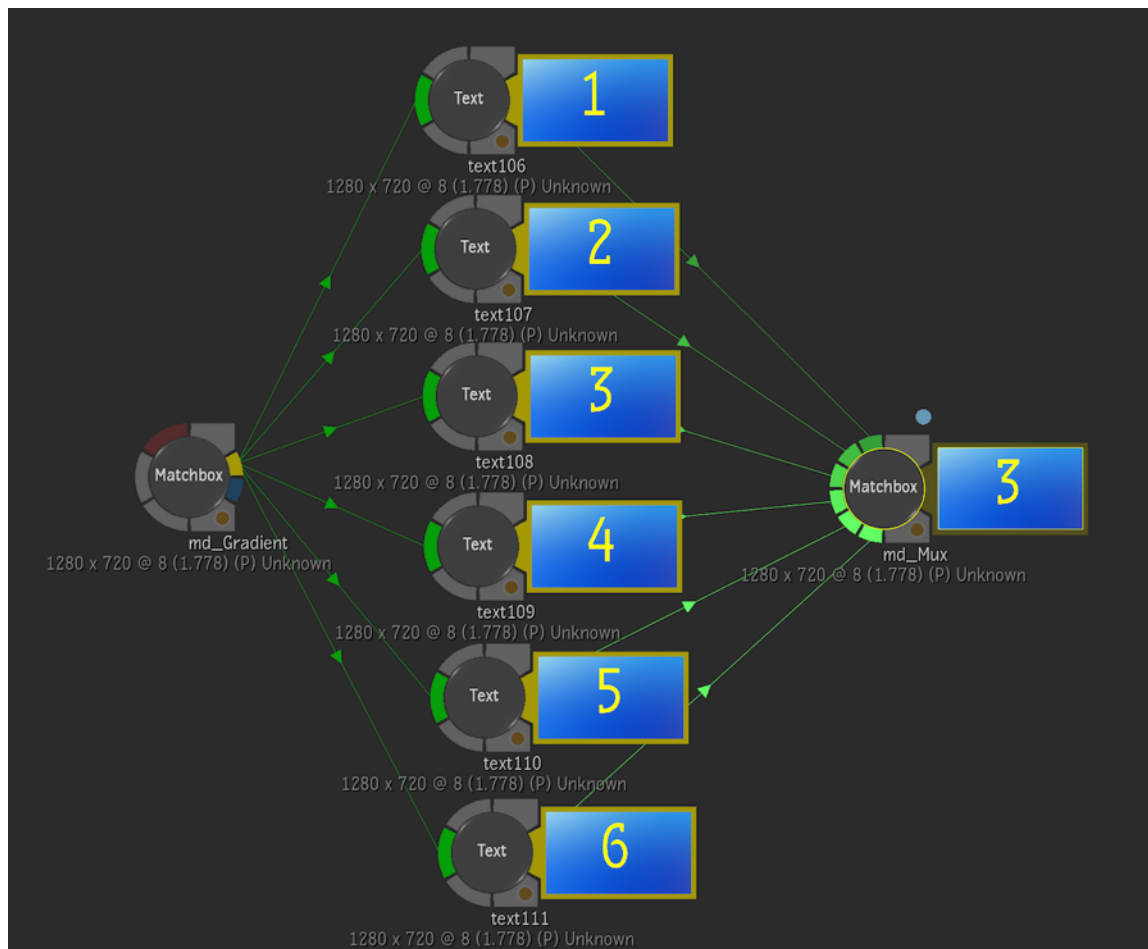 Text
1
text106
1280 x 720 @ 8 (1.778) (P) Unknown
Text
2
text107
1280 x 720 @ 8 (1.778) (P) Unknown
Text
3
text108
1280 x 720 @ 8 (1.778) (P) Unknown
Matchbox
md_Gradient
1280 x 720 @ 8 (1.778) (P) Unknown
Matchbox
3
md_Mux
1280 x 720 @ 8 (1.778) (P) Unknown
Text
4
text109
1280 x 720 @ 8 (1.778) (P) Unknown
Text
5
text110
1280 x 720 @ 8 (1.778) (P) Unknown
Text
6
text111
1280 x 720 @ 8 (1.778) (P) Unknown